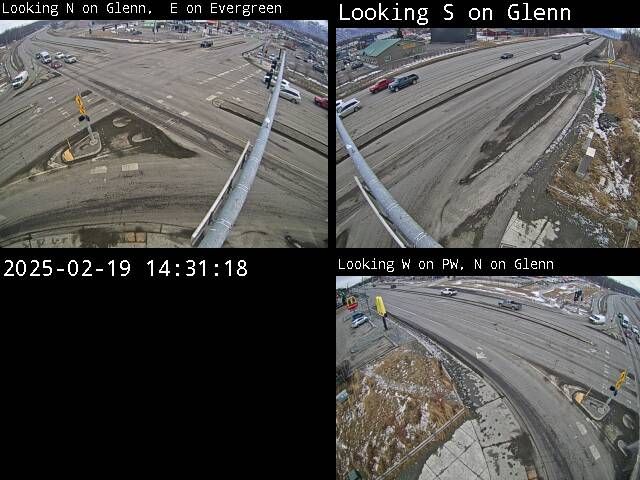 Looking N on Glenn,  E on Evergreen
Looking S on Glenn
2025-02-19 14:31:18
Looking W on PW, N on Glenn